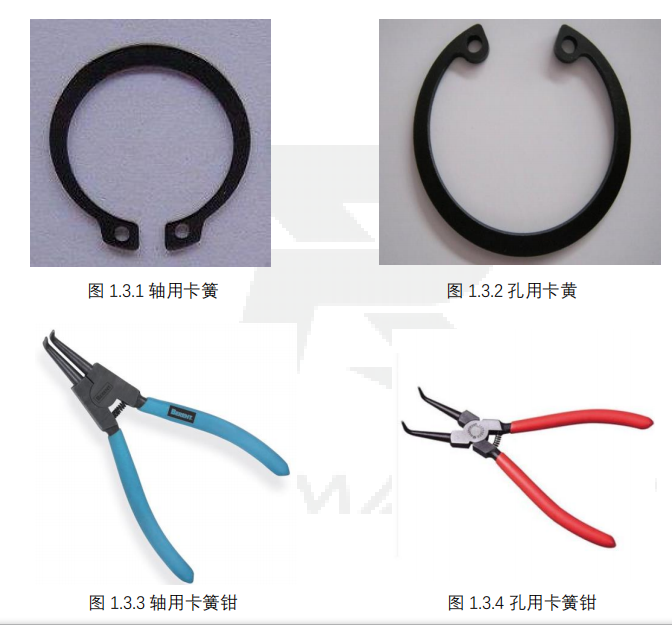 图 1.3.1 轴用卡簧
图 1.3.2 孔用卡黄
图 1.3.3 轴用卡簧钳
图 1.3.4 孔用卡簧钳